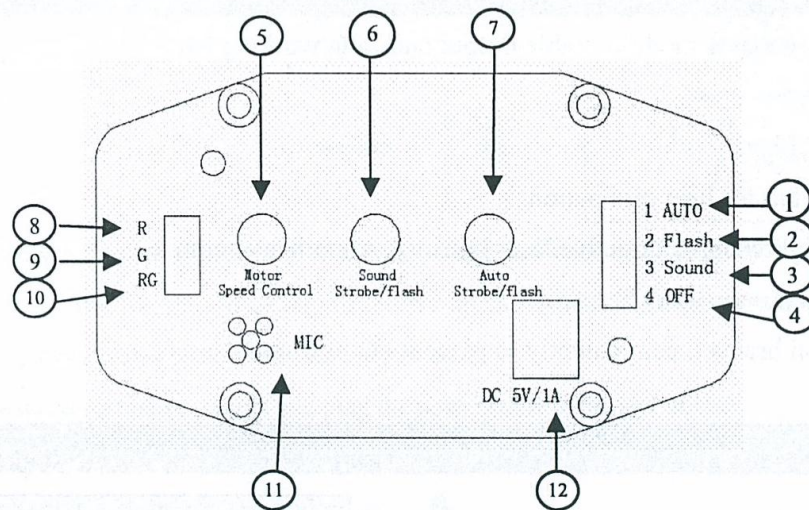 5 6 7
8 R 1 AUTO 1
9 G 2 Flash 2
10 RG 3 Sound 3
4 OFF 4
Motor Sound Auto
Speed Control Strobe/flash Strobe/flash
MIC
DC 5V/1A
11 12